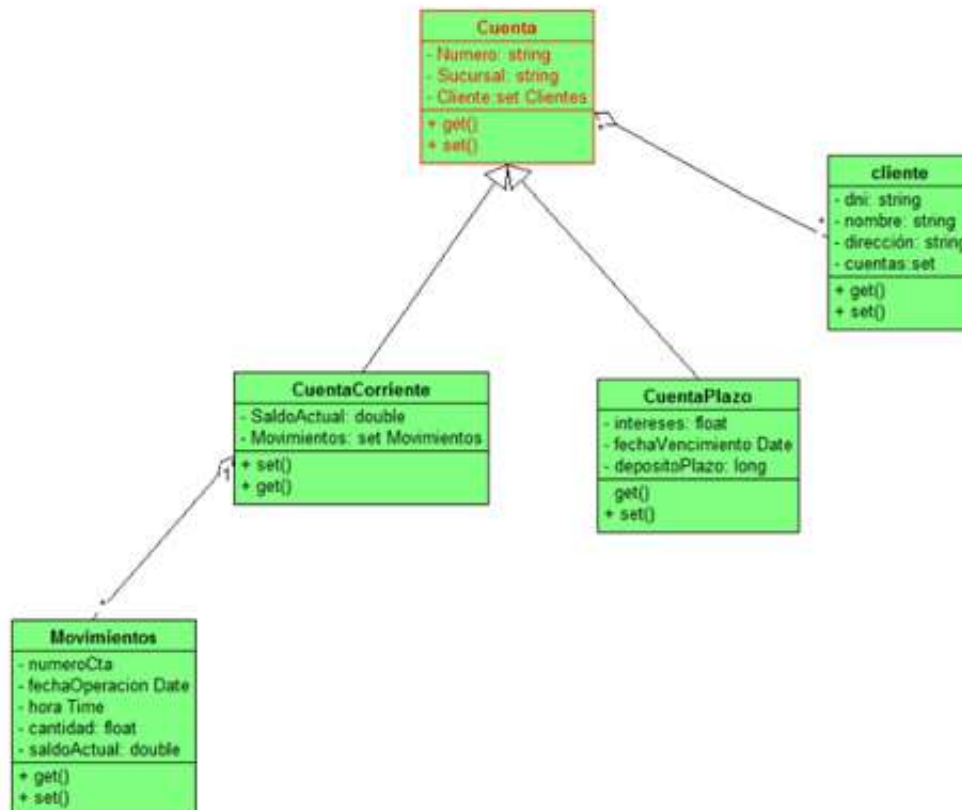 Cuenta
- Numero: string
- Sucursal: string
- Cliente:set Clientes
+ get()
+ set()
*
*
cliente
- dni: string
- nombre: string
- dirección: string
- cuentas:set
+ get()
+ set()
CuentaCorriente
- SaldoActual: double
- Movimientos: set Movimientos
+ set()
+ get()
1
*
CuentaPlazo
- intereses: float
- fechaVencimiento Date
- depositoPlazo: long
get()
+ set()
Movimientos
- numeroCta
- fechaOperacion Date
- hora Time
- cantidad: float
- saldoActual: double
+ get()
+ set()